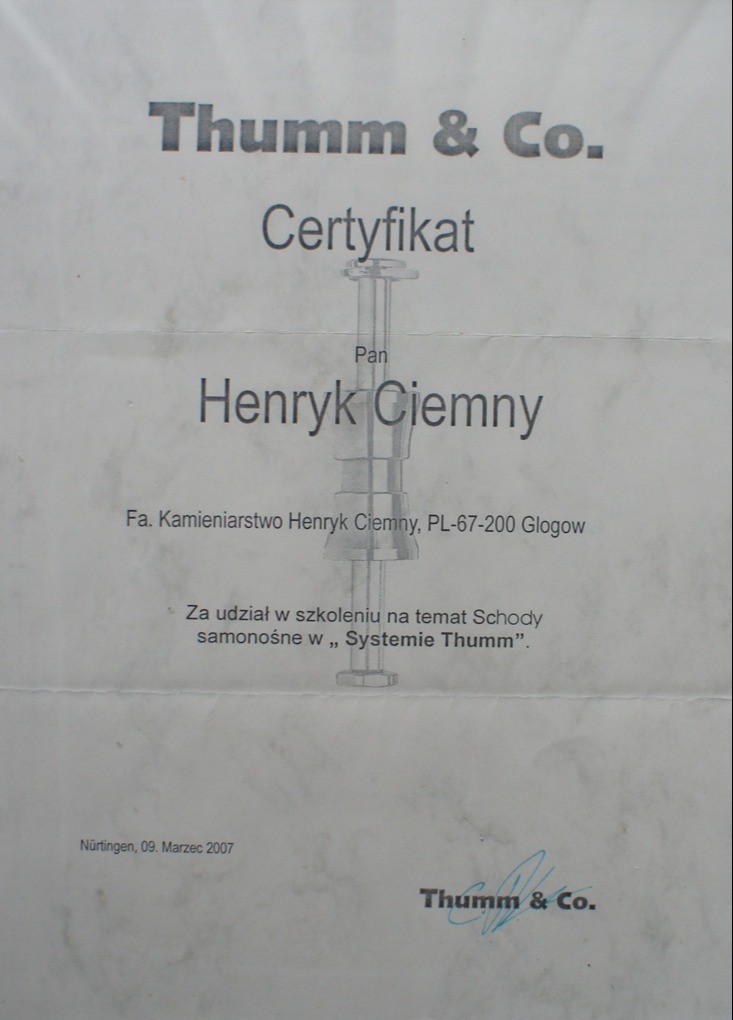 Thumm & Co.
Certyfikat
Pan
Henryk Ciemny
Fa. Kamieniarstwo Henryk Ciemny, PL-67-200 Glogow
Za udział w szkoleniu na temat Schody
samonośne w „ Systemie Thumm”.
Nürtingen, 09. Marzec 2007
Thumm & Co.